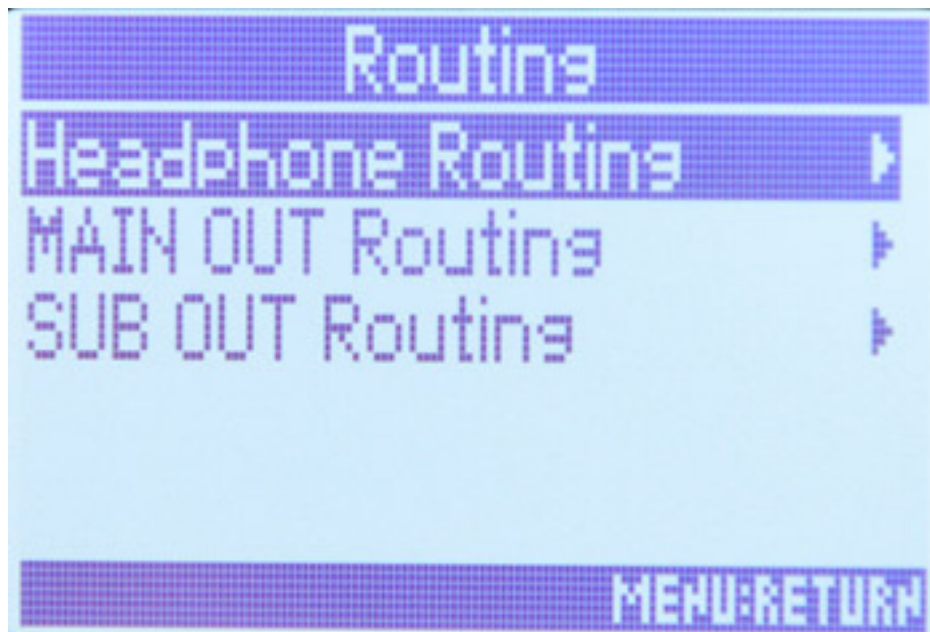 Routing
Headphone Routing
MAIN OUT Routing
SUB OUT Routing
MENU:RETURN